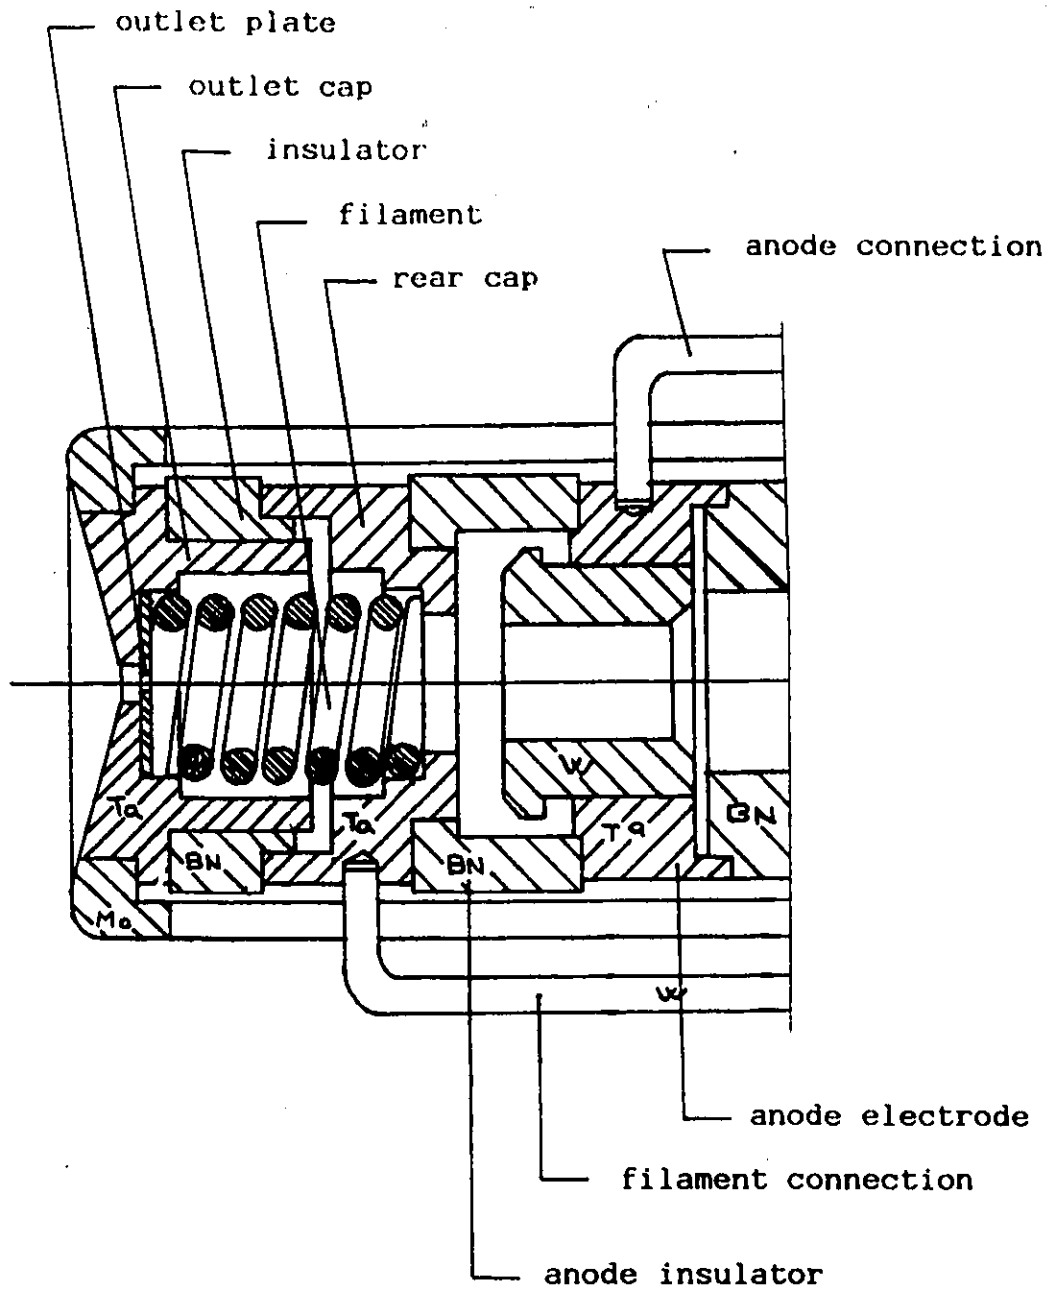 outlet plate
outlet cap
insulator
filament
rear cap
anode connection
W
Ta
Ta
Ta
BN
BN
BN
Mo
W
anode electrode
filament connection
anode insulator